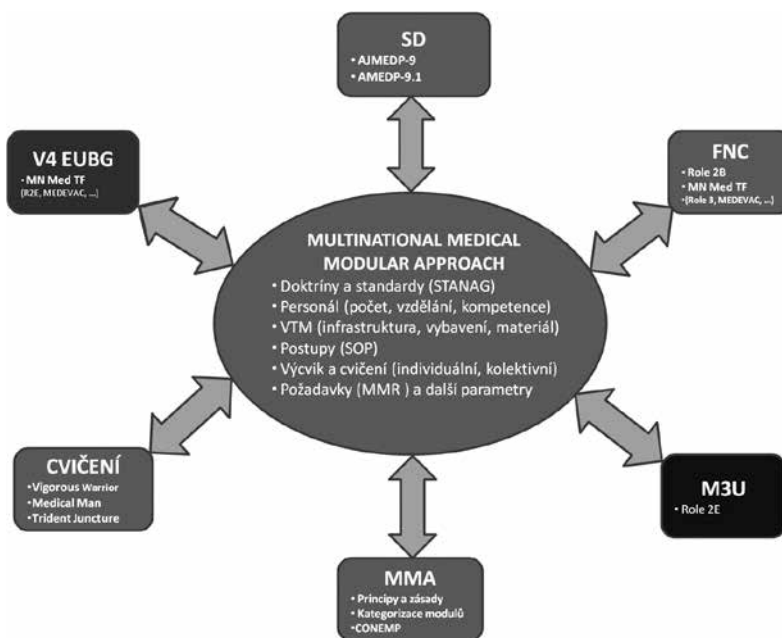 SD
• AJMEDP-9
• AMEDP-9.1
V4 EUBG
• MN Med TF
(R2E, MEDEVAC, ...)
FNC
• Role 2B
• MN Med TF
• (Role 3, MEDEVAC, ...)
MULTINATIONAL MEDICAL
MODULAR APPROACH
• Doktríny a standardy (STANAG)
• Personál (počet, vzdělání, kompetence)
• VTM (infrastruktura, vybavení, materiál)
• Postupy (SOP)
• Výcvik a cvičení (individuální, kolektivní)
• Požadavky (MMR ) a další parametry
CVIČENÍ
• Vigorous Warrior
• Medical Man
• Trident Juncture
M3U
• Role 2E
MMA
• Principy a zásady
• Kategorizace modulů
• CONEMP